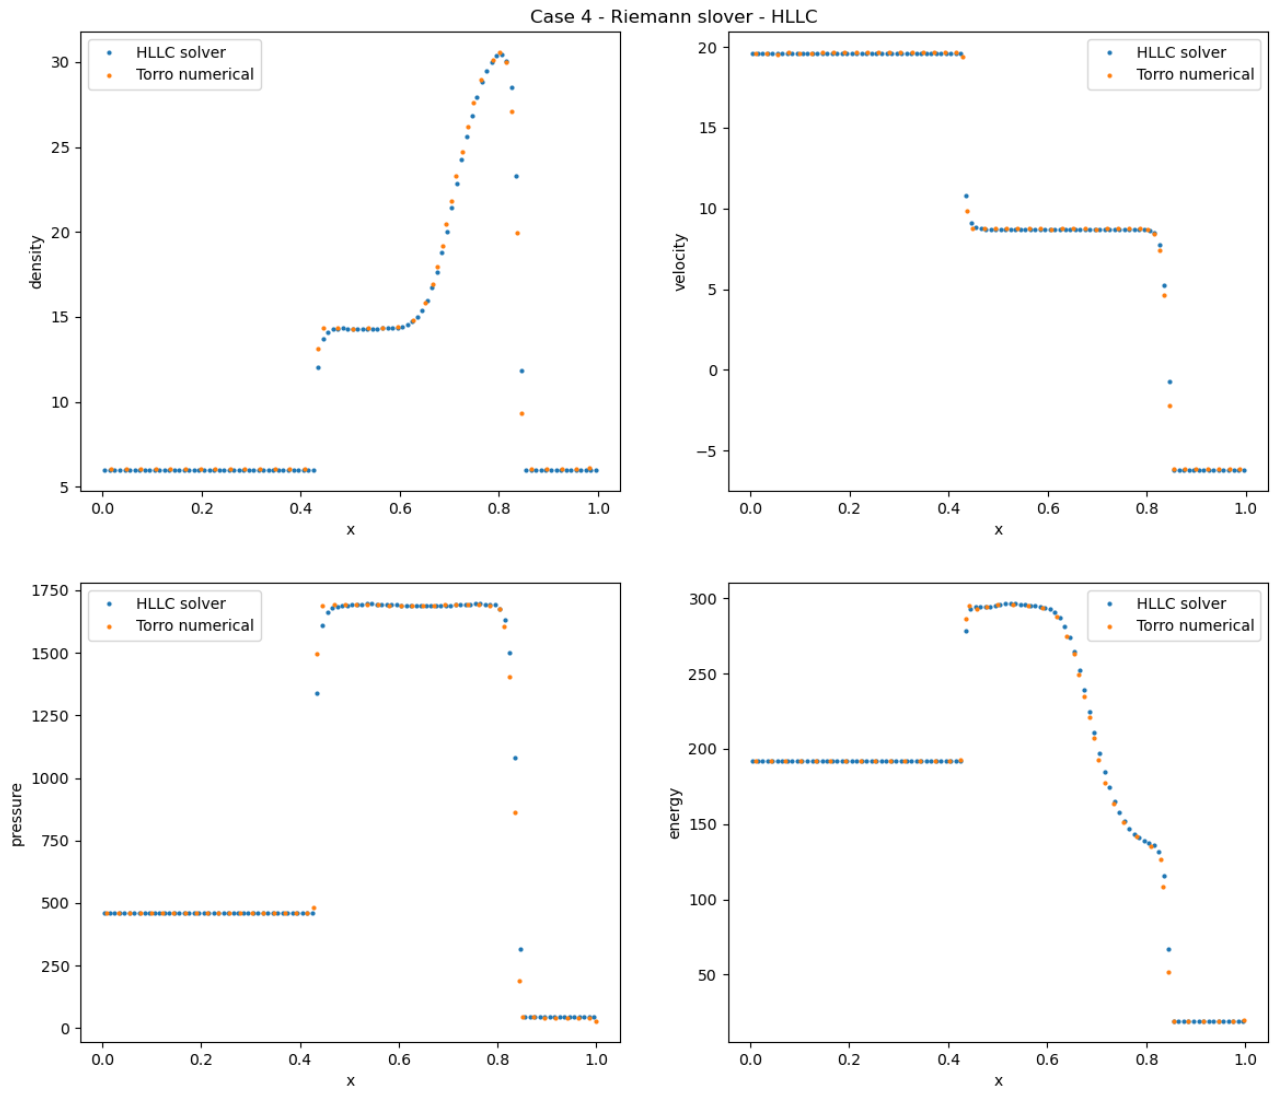 Case 4 - Riemann slover - HLLC
HLLC solver
Torro numerical
30
25
20
15
10
5
density
0.0 0.2 0.4 0.6 0.8 1.0
x
HLLC solver
Torro numerical
20
15
10
5
0
−5
velocity
0.0 0.2 0.4 0.6 0.8 1.0
x
HLLC solver
Torro numerical
1750
1500
1250
1000
750
500
250
0
pressure
0.0 0.2 0.4 0.6 0.8 1.0
x
HLLC solver
Torro numerical
300
250
200
150
100
50
energy
0.0 0.2 0.4 0.6 0.8 1.0
x